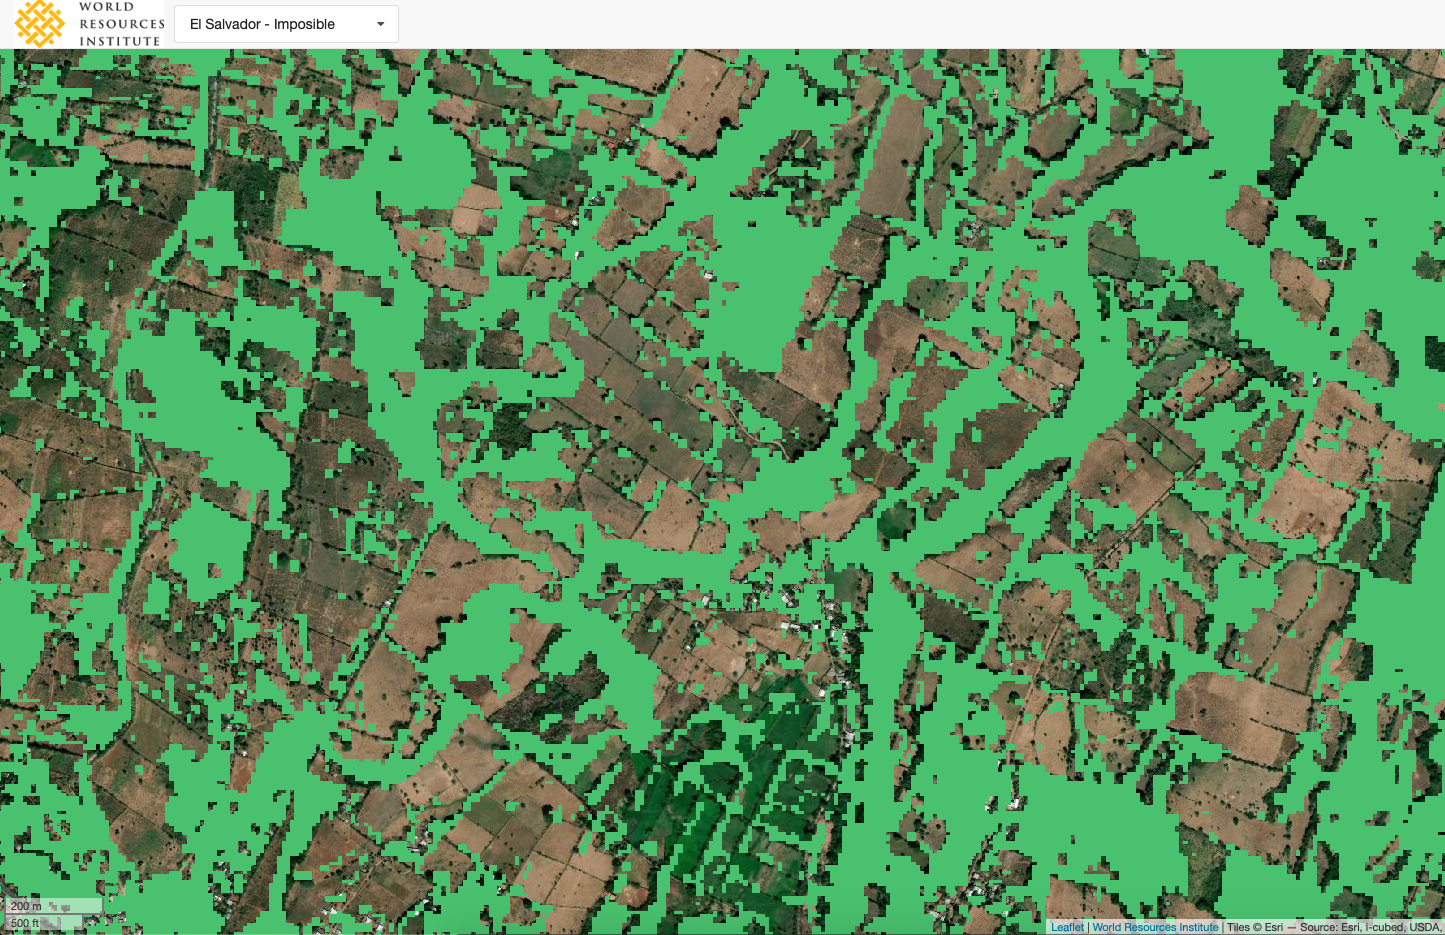 WORLD
RESOURCES
INSTITUTE
El Salvador - Imposible
200 m
500 ft
Leaflet | World Resources Institute | Tiles © Esri — Source: Esri, i-cubed, USDA,